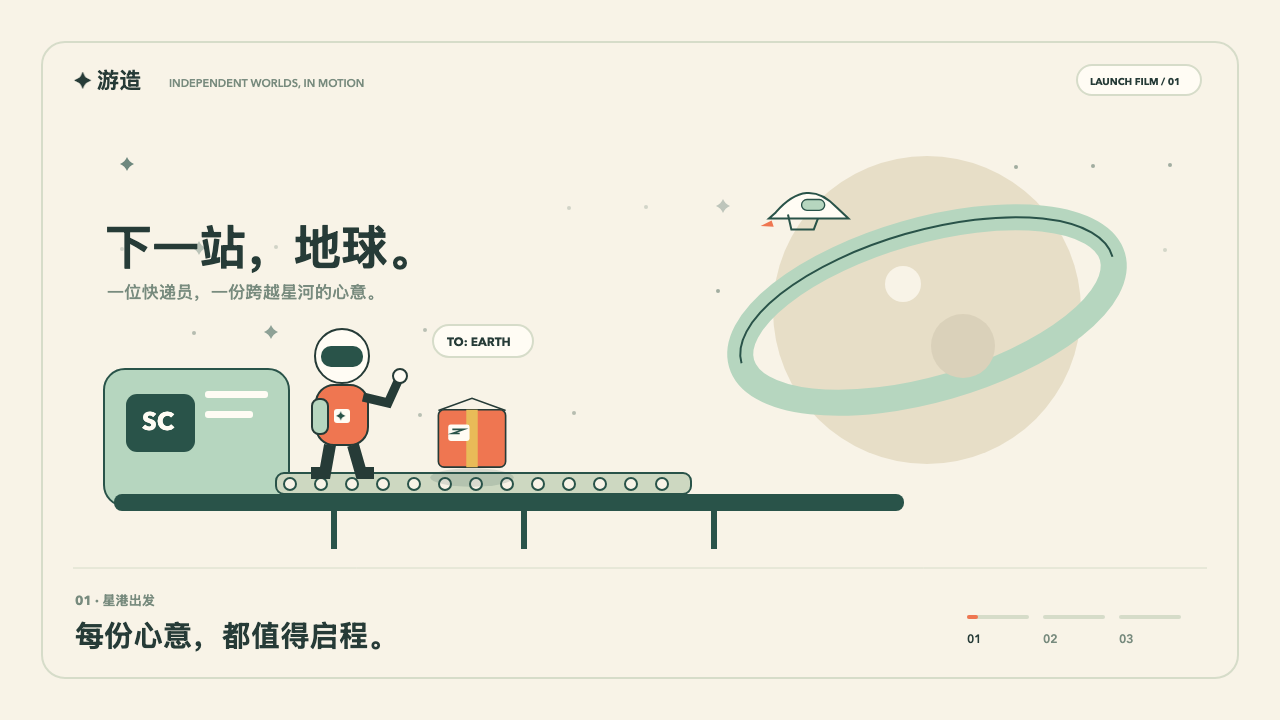 游造
INDEPENDENT WORLDS, IN MOTION
LAUNCH FILM / 01
下一站，地球。
一位快递员，一份跨越星河的心意。
TO: EARTH
SC
01 · 星港出发
每份心意，都值得启程。
01
02
03